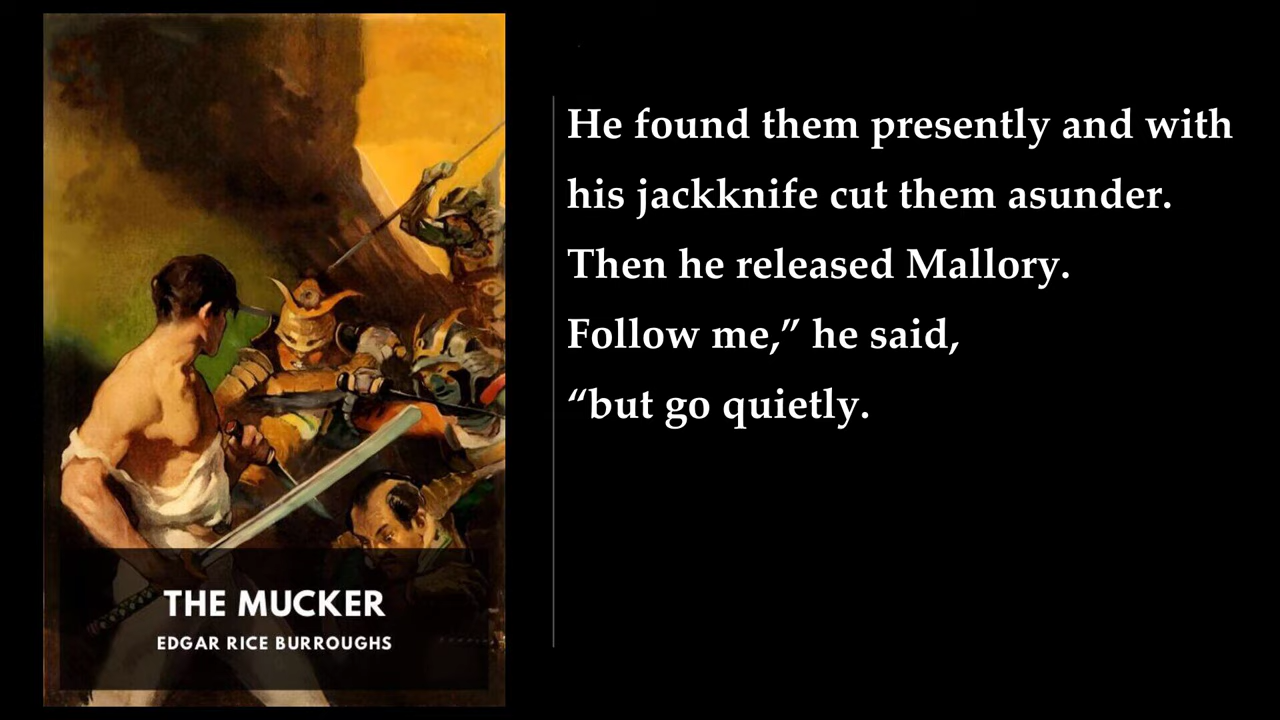 THE MUCKER
EDGAR RICE BURROUGHS
He found them presently and with
his jackknife cut them asunder.
Then he released Mallory.
Follow me,” he said,
“but go quietly.